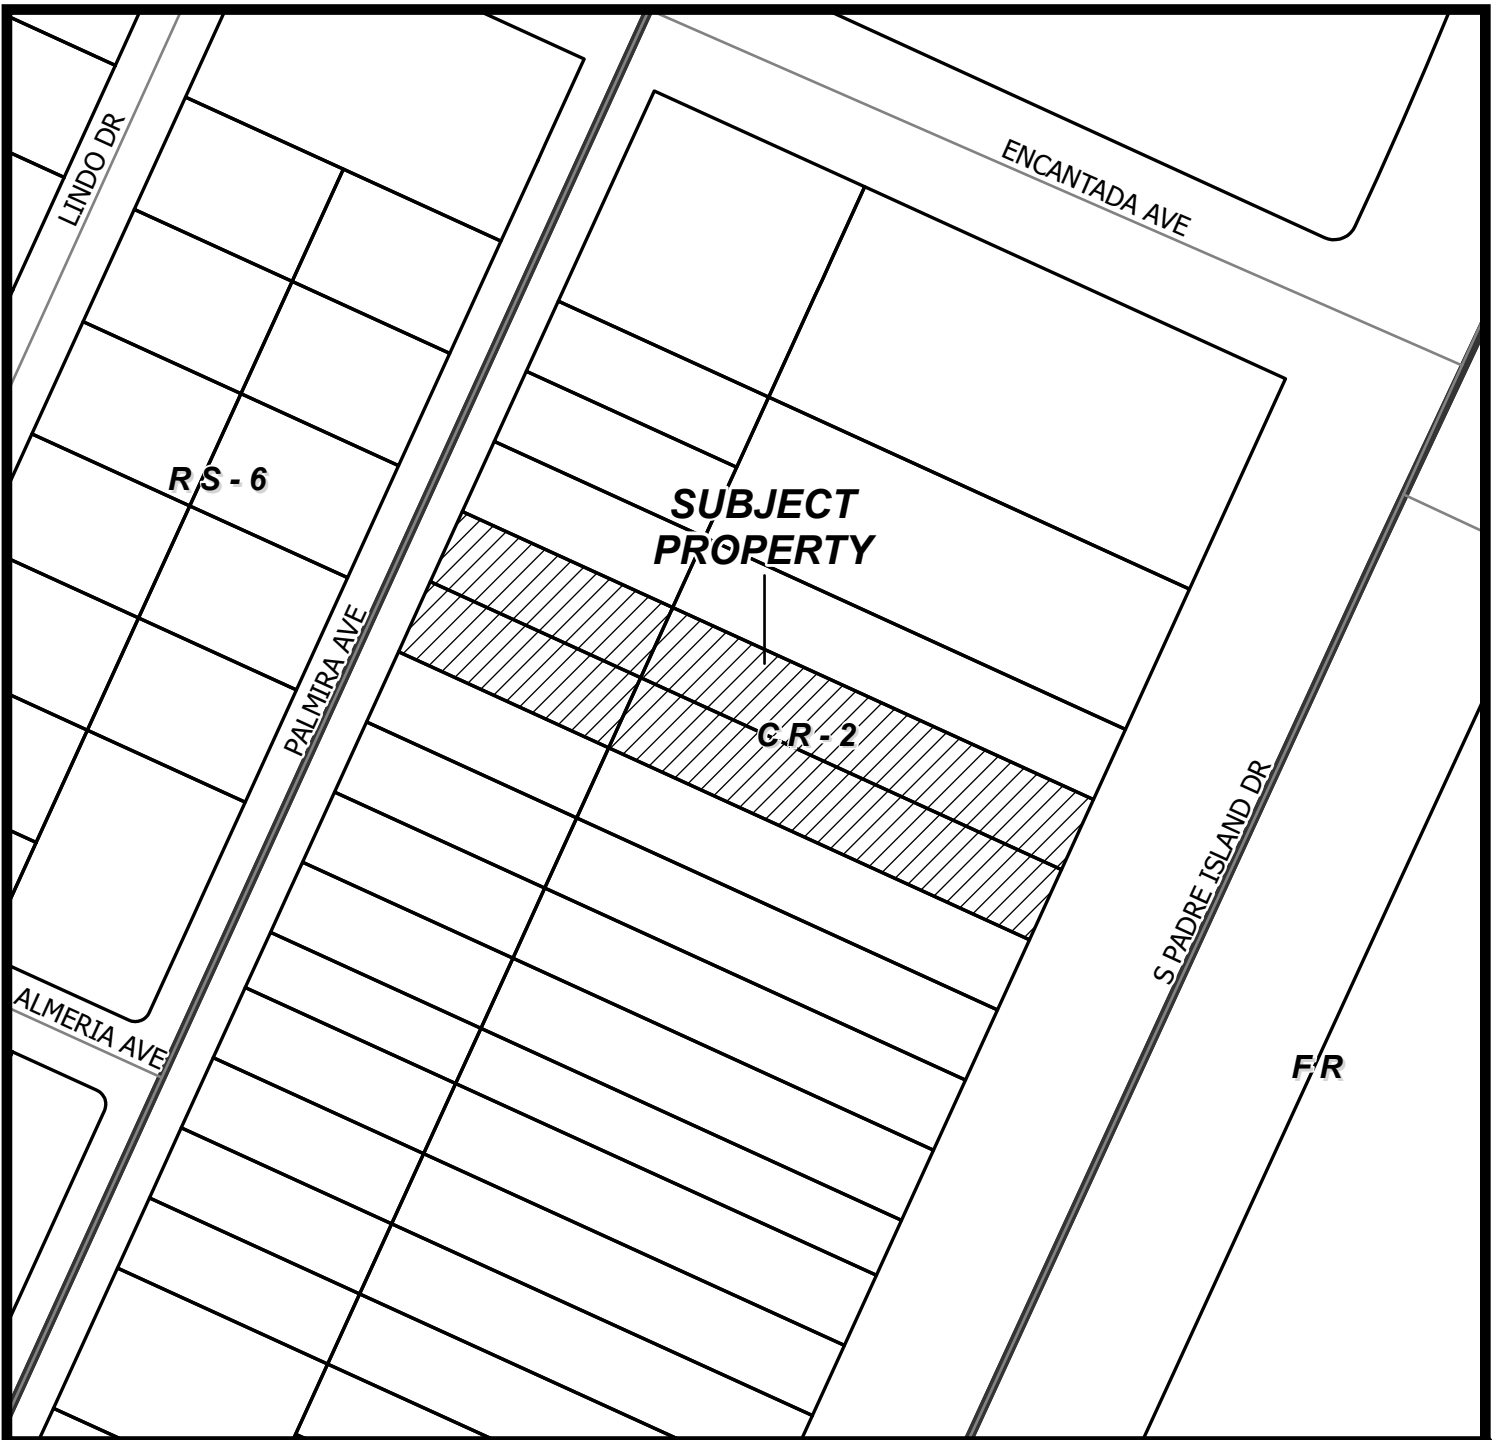 LINDO DR
ENCANTADA AVE
RS - 6
SUBJECT
PROPERTY
PALMIRA AVE
CR - 2
S PADRE ISLAND DR
ALMERIA AVE
FR